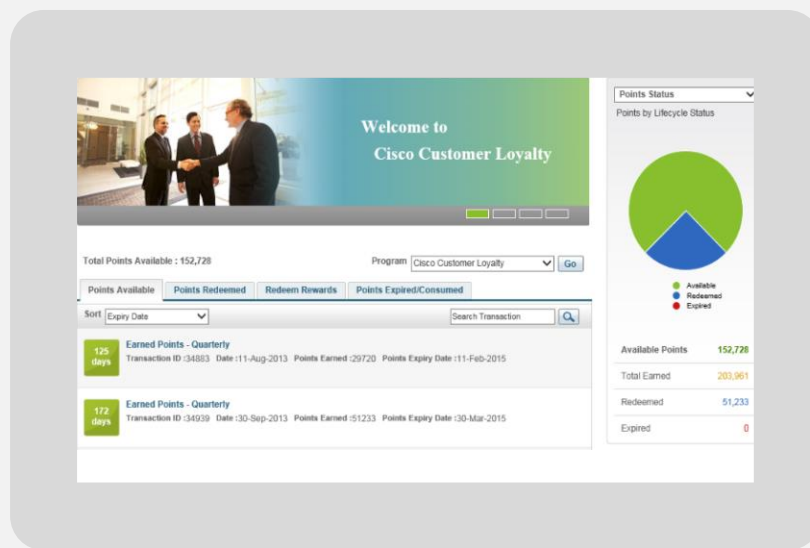 Welcome to
Cisco Customer Loyalty
Total Points Available : 152,728
Program Cisco Customer Loyalty Go
Points Available Points Redeemed Redeem Rewards Points Expired/Consumed
Sort Expiry Date Search Transaction
125 days
Earned Points - Quarterly
Transaction ID :34883 Date :11-Aug-2013 Points Earned :29720 Points Expiry Date :11-Feb-2015
172 days
Earned Points - Quarterly
Transaction ID :34939 Date :30-Sep-2013 Points Earned :51233 Points Expiry Date :30-Mar-2015
Points Status
Points by Lifecycle Status
Available
Redeemed
Expired
Available Points 152,728
Total Earned 203,961
Redeemed 51,233
Expired 0